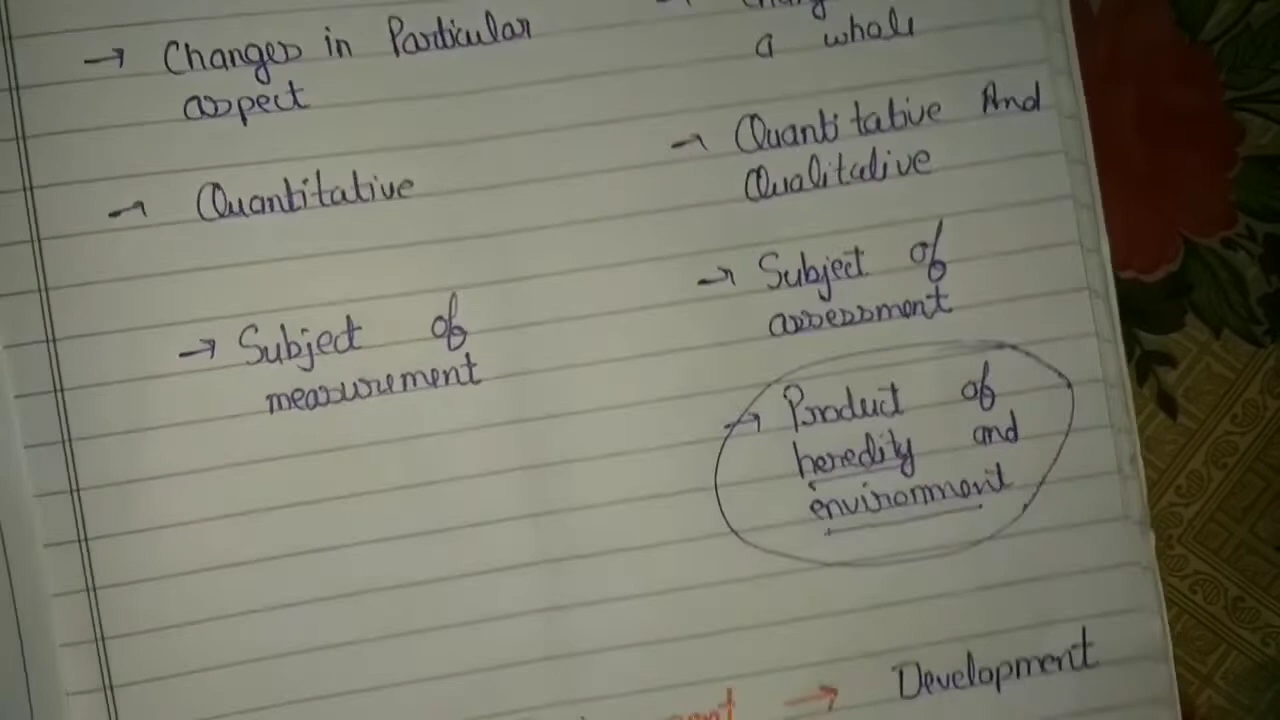 → Changes in Particular
aspect
→ Quantitative
→ Subject of
measurement
a whole
→ Quantitative And
Qualitative
→ Subject of
assessment
→ Product of
heredity and
environment
→ Development